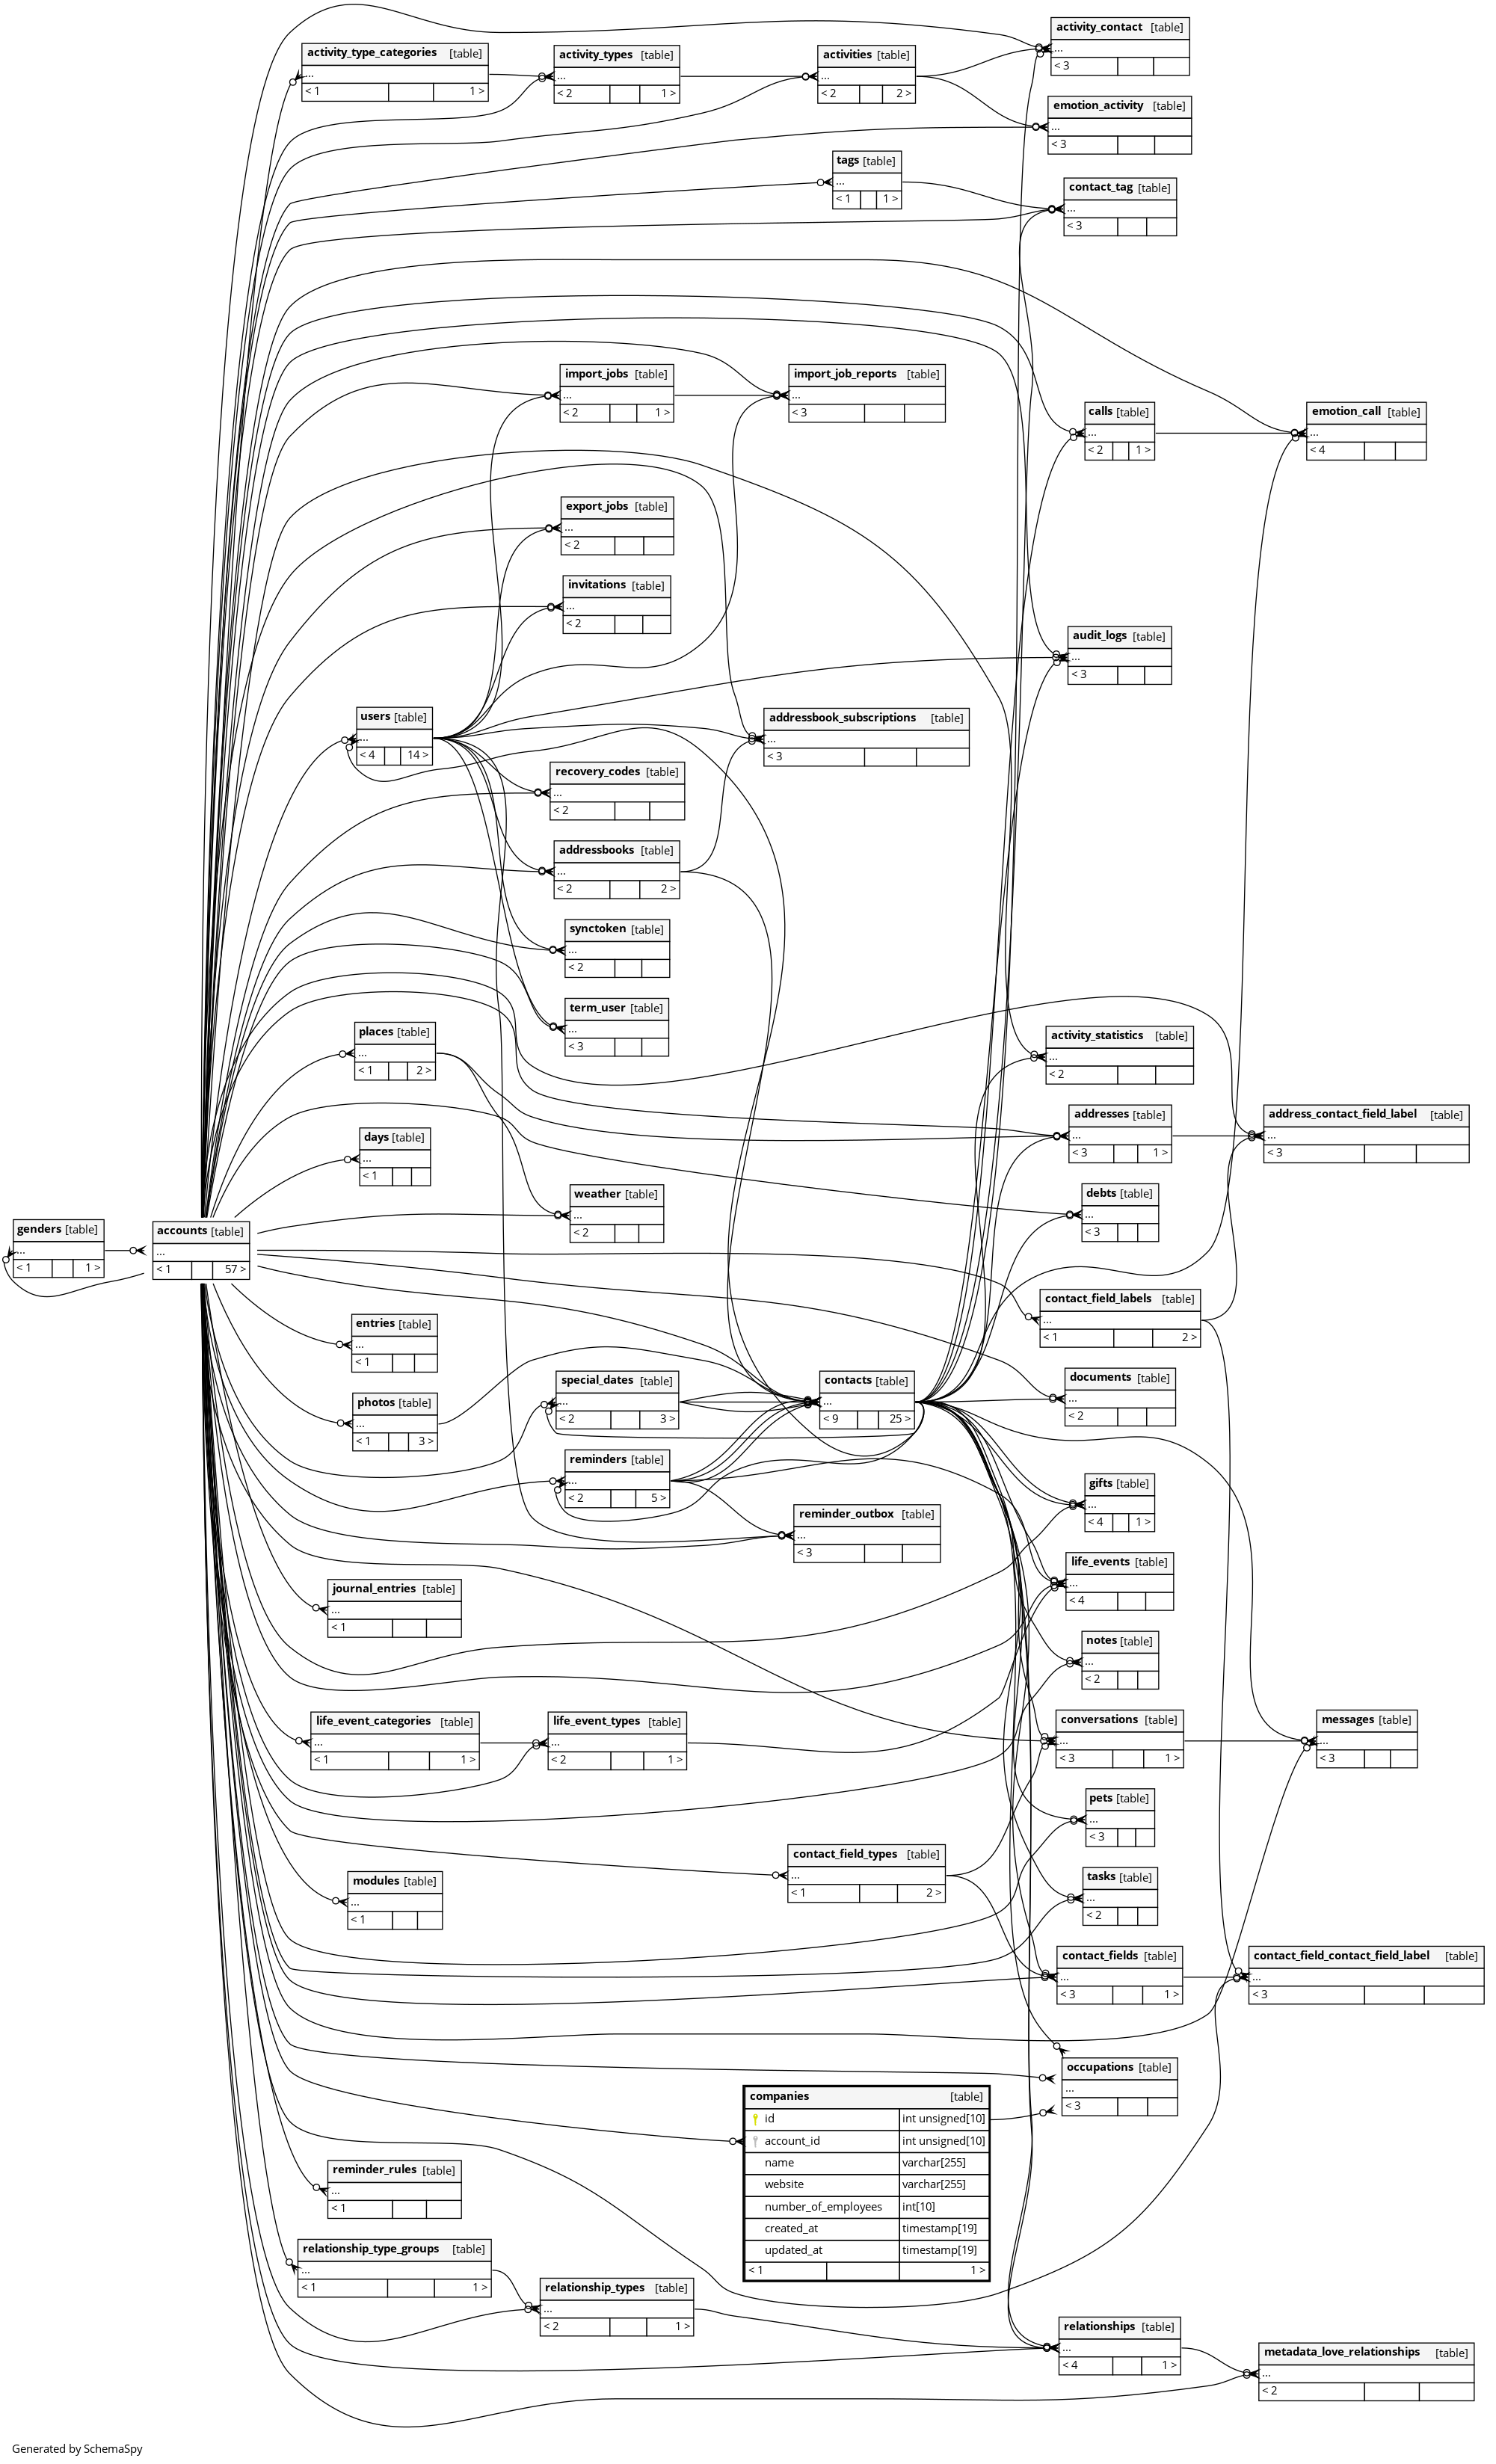 activity_contact [table]
...
< 3
activity_type_categories [table]
...
< 1 1 >
activity_types [table]
...
< 2 1 >
activities [table]
...
< 2 2 >
emotion_activity [table]
...
< 3
tags [table]
...
< 1 1 >
contact_tag [table]
...
< 3
import_jobs [table]
...
< 2 1 >
import_job_reports [table]
...
< 3
calls [table]
...
< 2 1 >
emotion_call [table]
...
< 4
export_jobs [table]
...
< 2
invitations [table]
...
< 2
audit_logs [table]
...
< 3
users [table]
...
< 4 14 >
addressbook_subscriptions [table]
...
< 3
recovery_codes [table]
...
< 2
addressbooks [table]
...
< 2 2 >
synctoken [table]
...
< 2
term_user [table]
...
< 3
places [table]
...
< 1 2 >
activity_statistics [table]
...
< 2
addresses [table]
...
< 3 1 >
address_contact_field_label [table]
...
< 3
days [table]
...
< 1
weather [table]
...
< 2
debts [table]
...
< 3
genders [table]
...
< 1 1 >
accounts [table]
...
< 1 57 >
contact_field_labels [table]
...
< 1 2 >
entries [table]
...
< 1
special_dates [table]
...
< 2 3 >
contacts [table]
...
< 9 25 >
documents [table]
...
< 2
photos [table]
...
< 1 3 >
reminders [table]
...
< 2 5 >
gifts [table]
...
< 4 1 >
reminder_outbox [table]
...
< 3
life_events [table]
...
< 4
journal_entries [table]
...
< 1
notes [table]
...
< 2
life_event_categories [table]
...
< 1 1 >
life_event_types [table]
...
< 2 1 >
conversations [table]
...
< 3 1 >
messages [table]
...
< 3
pets [table]
...
< 3
contact_field_types [table]
...
< 1 2 >
modules [table]
...
< 1
tasks [table]
...
< 2
contact_fields [table]
...
< 3 1 >
contact_field_contact_field_label [table]
...
< 3
occupations [table]
...
< 3
companies [table]
id int unsigned[10]
account_id int unsigned[10]
name varchar[255]
website varchar[255]
number_of_employees int[10]
created_at timestamp[19]
updated_at timestamp[19]
< 1 1 >
reminder_rules [table]
...
< 1
relationship_type_groups [table]
...
< 1 1 >
relationship_types [table]
...
< 2 1 >
relationships [table]
...
< 4 1 >
metadata_love_relationships [table]
...
< 2
Generated by SchemaSpy